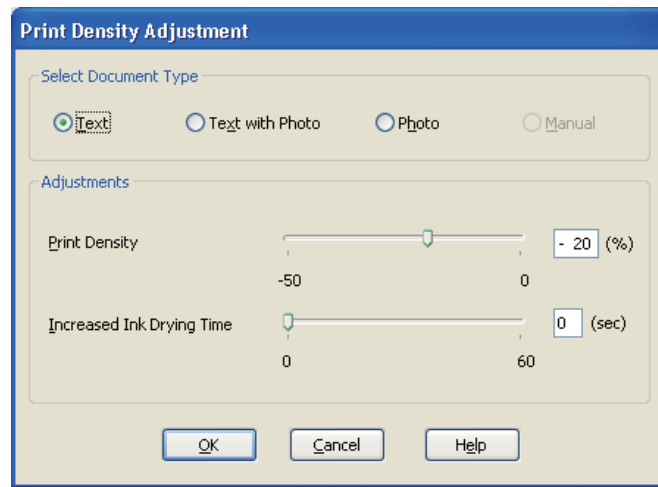 Print Density Adjustment
Select Document Type
Text Text with Photo Photo Manual
Adjustments
Print Density - 20 (%)
-50 0
Increased Ink Drying Time 0 (sec)
0 60
OK Cancel Help